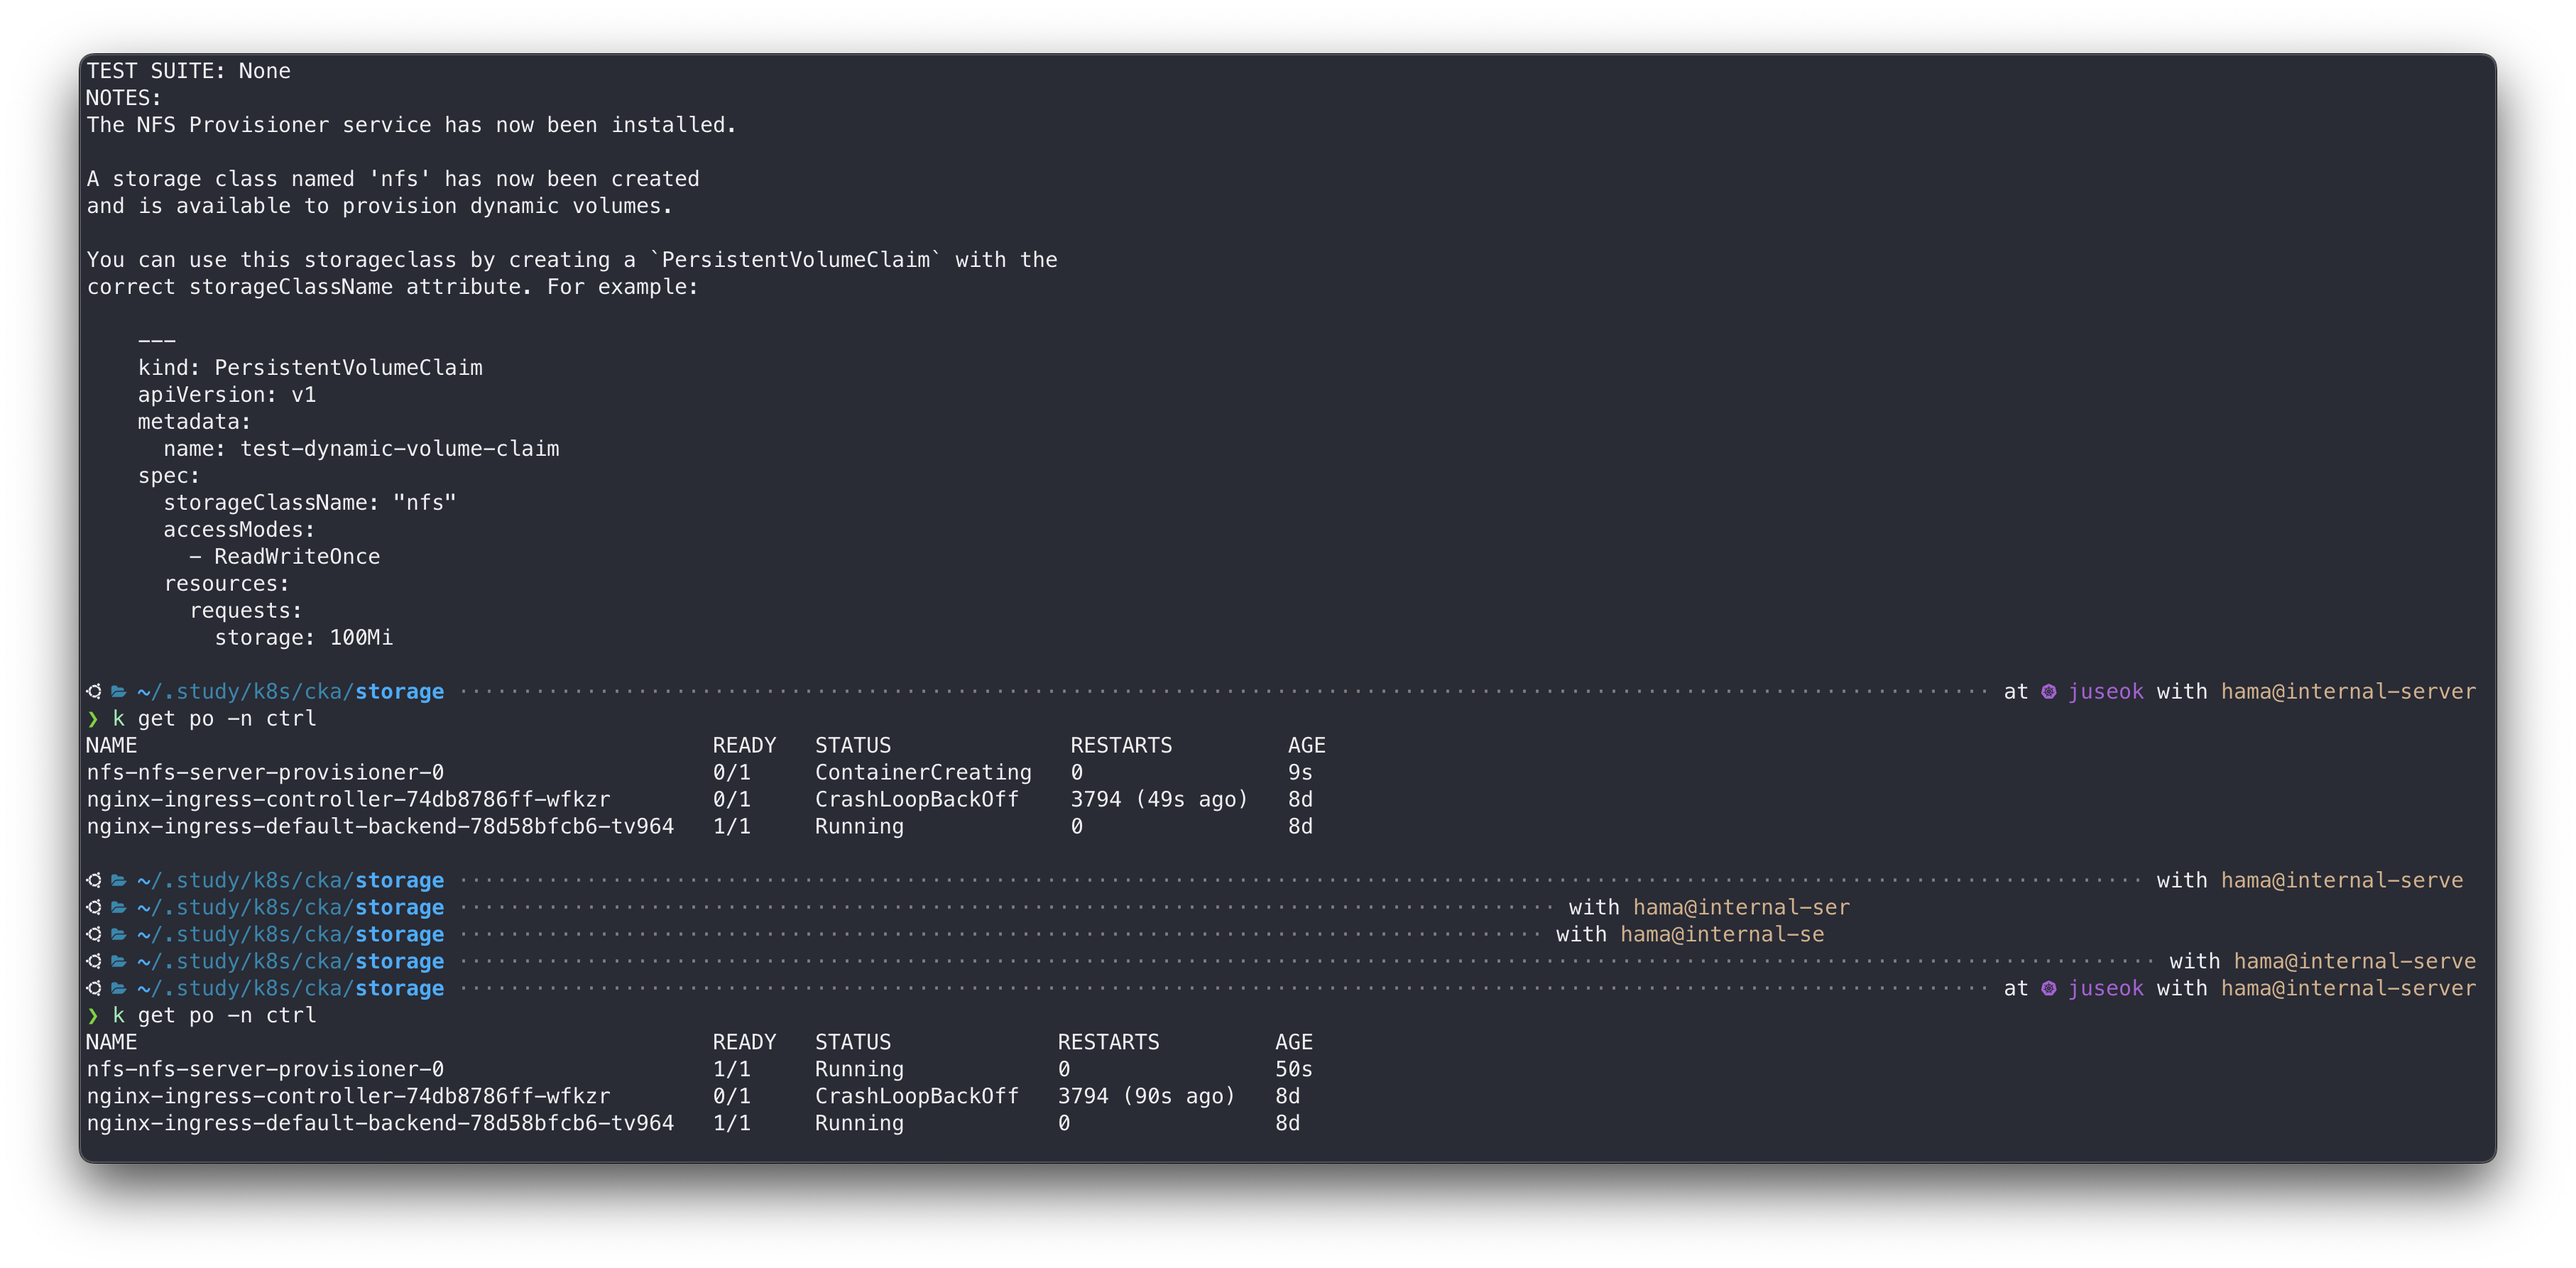 TEST SUITE: None
NOTES:
The NFS Provisioner service has now been installed.
A storage class named 'nfs' has now been created
and is available to provision dynamic volumes.
You can use this storageclass by creating a `PersistentVolumeClaim` with the
correct storageClassName attribute. For example:
    ---
    kind: PersistentVolumeClaim
    apiVersion: v1
    metadata:
      name: test-dynamic-volume-claim
    spec:
      storageClassName: "nfs"
      accessModes:
        - ReadWriteOnce
      resources:
        requests:
          storage: 100Mi
~/.study/k8s/cka/storage at juseok with hama@internal-server
❯ k get po -n ctrl
NAME READY STATUS RESTARTS AGE
nfs-nfs-server-provisioner-0 0/1 ContainerCreating 0 9s
nginx-ingress-controller-74db8786ff-wfkzr 0/1 CrashLoopBackOff 3794 (49s ago) 8d
nginx-ingress-default-backend-78d58bfcb6-tv964 1/1 Running 0 8d
~/.study/k8s/cka/storage with hama@internal-serve
~/.study/k8s/cka/storage with hama@internal-ser
~/.study/k8s/cka/storage with hama@internal-se
~/.study/k8s/cka/storage with hama@internal-serve
~/.study/k8s/cka/storage at juseok with hama@internal-server
❯ k get po -n ctrl
NAME READY STATUS RESTARTS AGE
nfs-nfs-server-provisioner-0 1/1 Running 0 50s
nginx-ingress-controller-74db8786ff-wfkzr 0/1 CrashLoopBackOff 3794 (90s ago) 8d
nginx-ingress-default-backend-78d58bfcb6-tv964 1/1 Running 0 8d